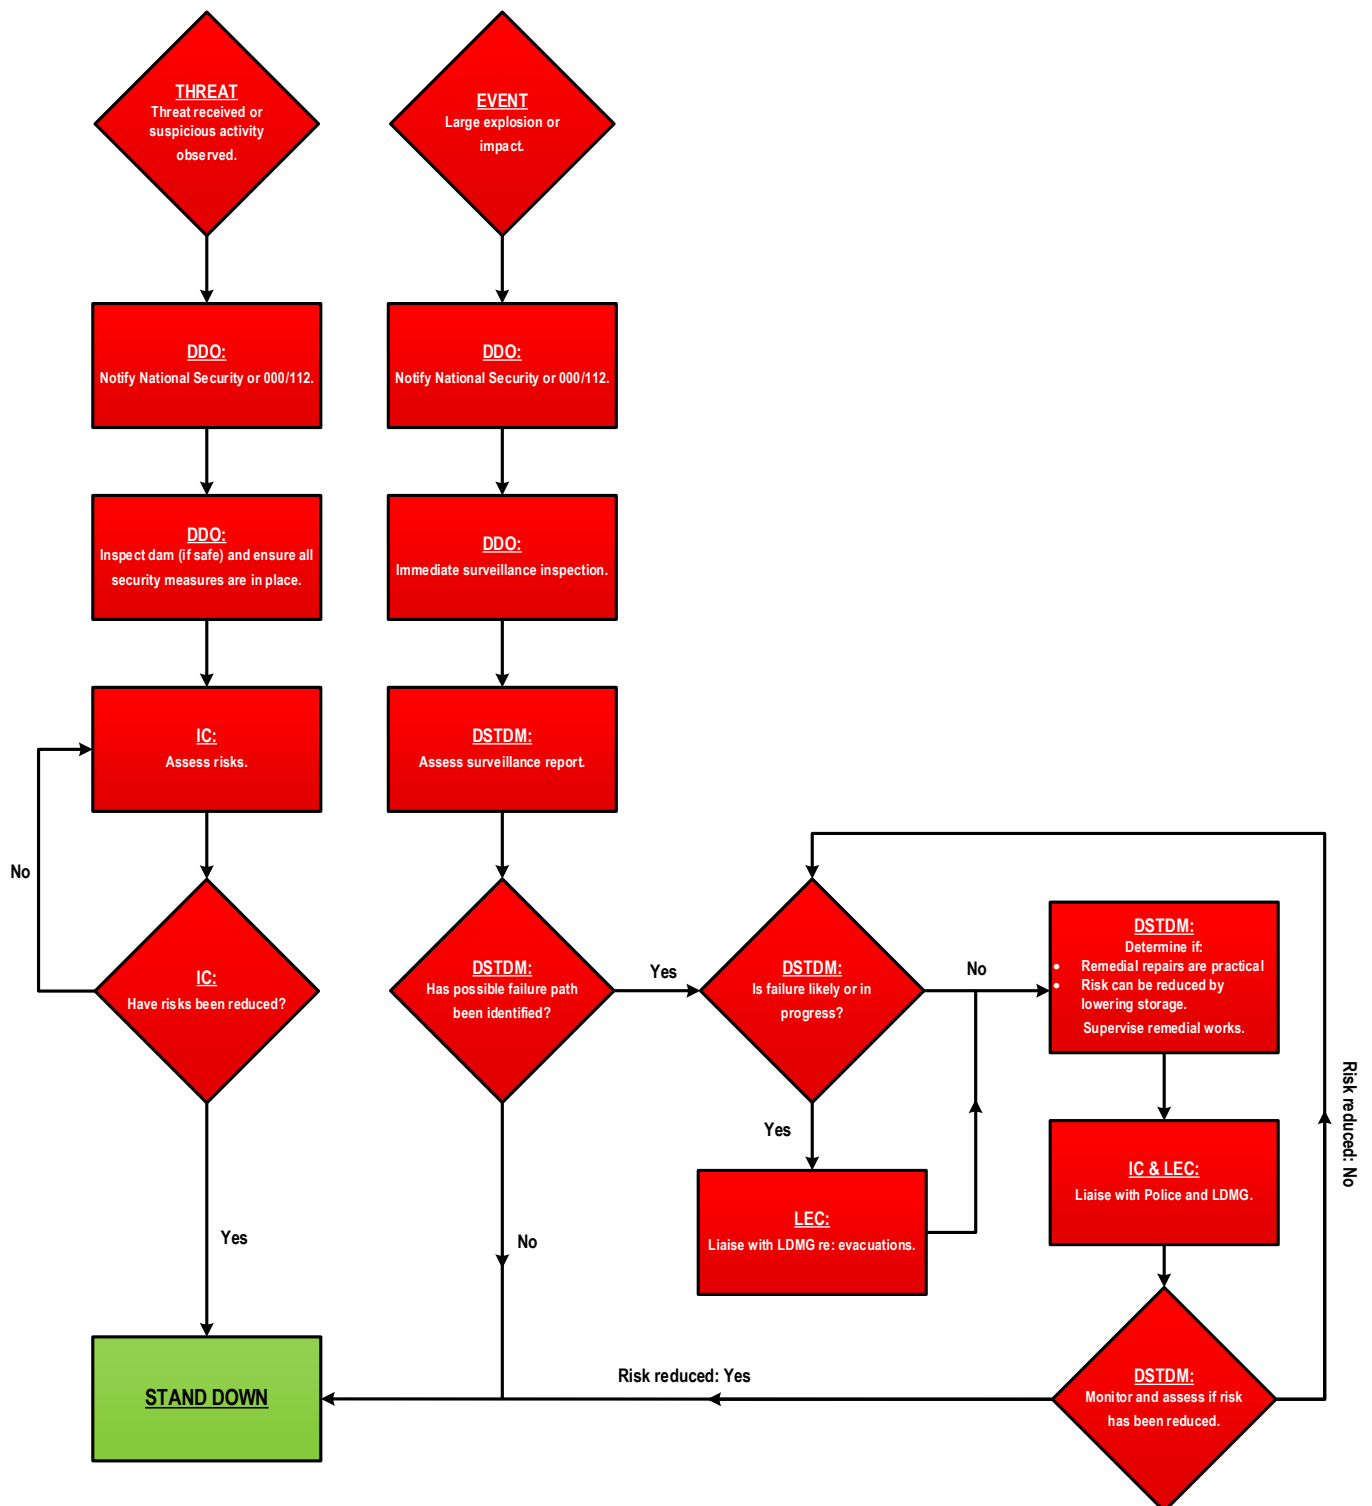 THREAT
Threat received or
suspicious activity
observed.
EVENT
Large explosion or
impact.
DDO:
Notify National Security or 000/112.
DDO:
Notify National Security or 000/112.
DDO:
Inspect dam (if safe) and ensure all
security measures are in place.
DDO:
Immediate surveillance inspection.
IC:
Assess risks.
DSTDM:
Assess surveillance report.
No
IC:
Have risks been reduced?
DSTDM:
Has possible failure path
been identified?
Yes
DSTDM:
Is failure likely or in
progress?
No
DSTDM:
Determine if:
• Remedial repairs are practical
• Risk can be reduced by
lowering storage.
Supervise remedial works.
Risk reduced: No
Yes
LEC:
Liaise with LDMG re: evacuations.
IC & LEC:
Liaise with Police and LDMG.
Yes
No
STAND DOWN
Risk reduced: Yes
DSTDM:
Monitor and assess if risk
has been reduced.